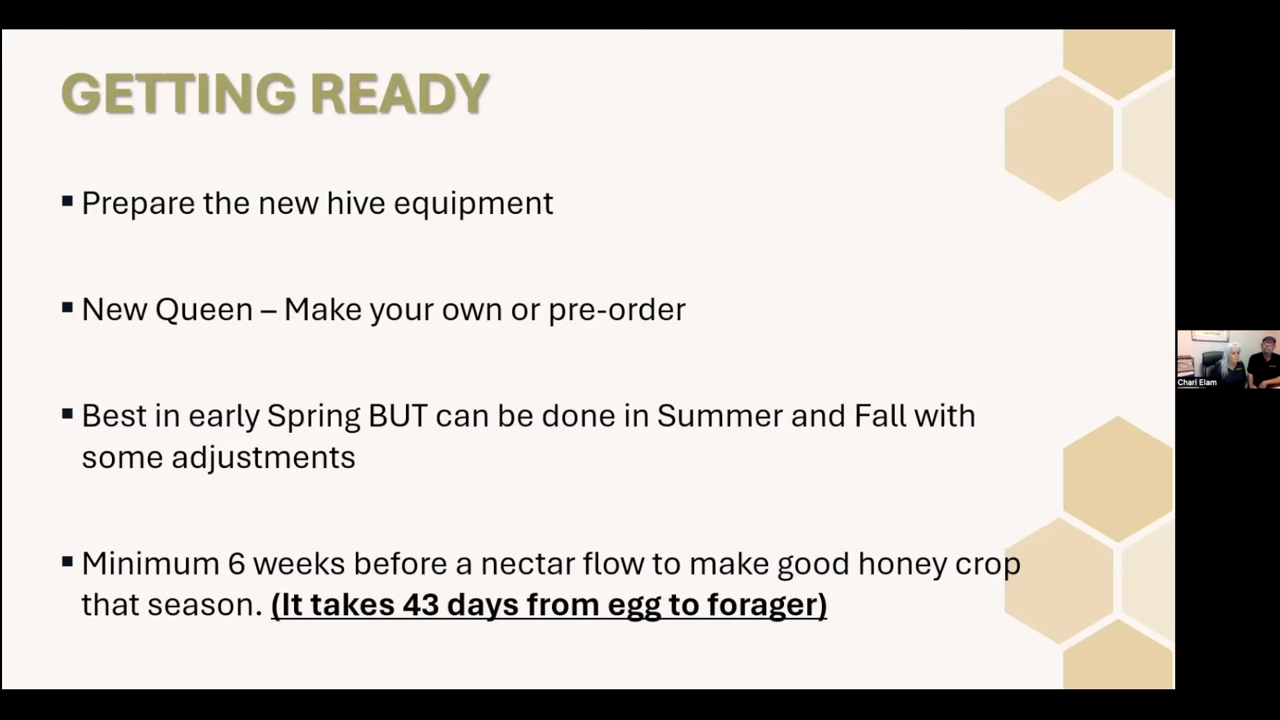 GETTING READY
▪ Prepare the new hive equipment
▪ New Queen – Make your own or pre-order
▪ Best in early Spring BUT can be done in Summer and Fall with
some adjustments
▪ Minimum 6 weeks before a nectar flow to make good honey crop
that season. (It takes 43 days from egg to forager)
Chari Elam